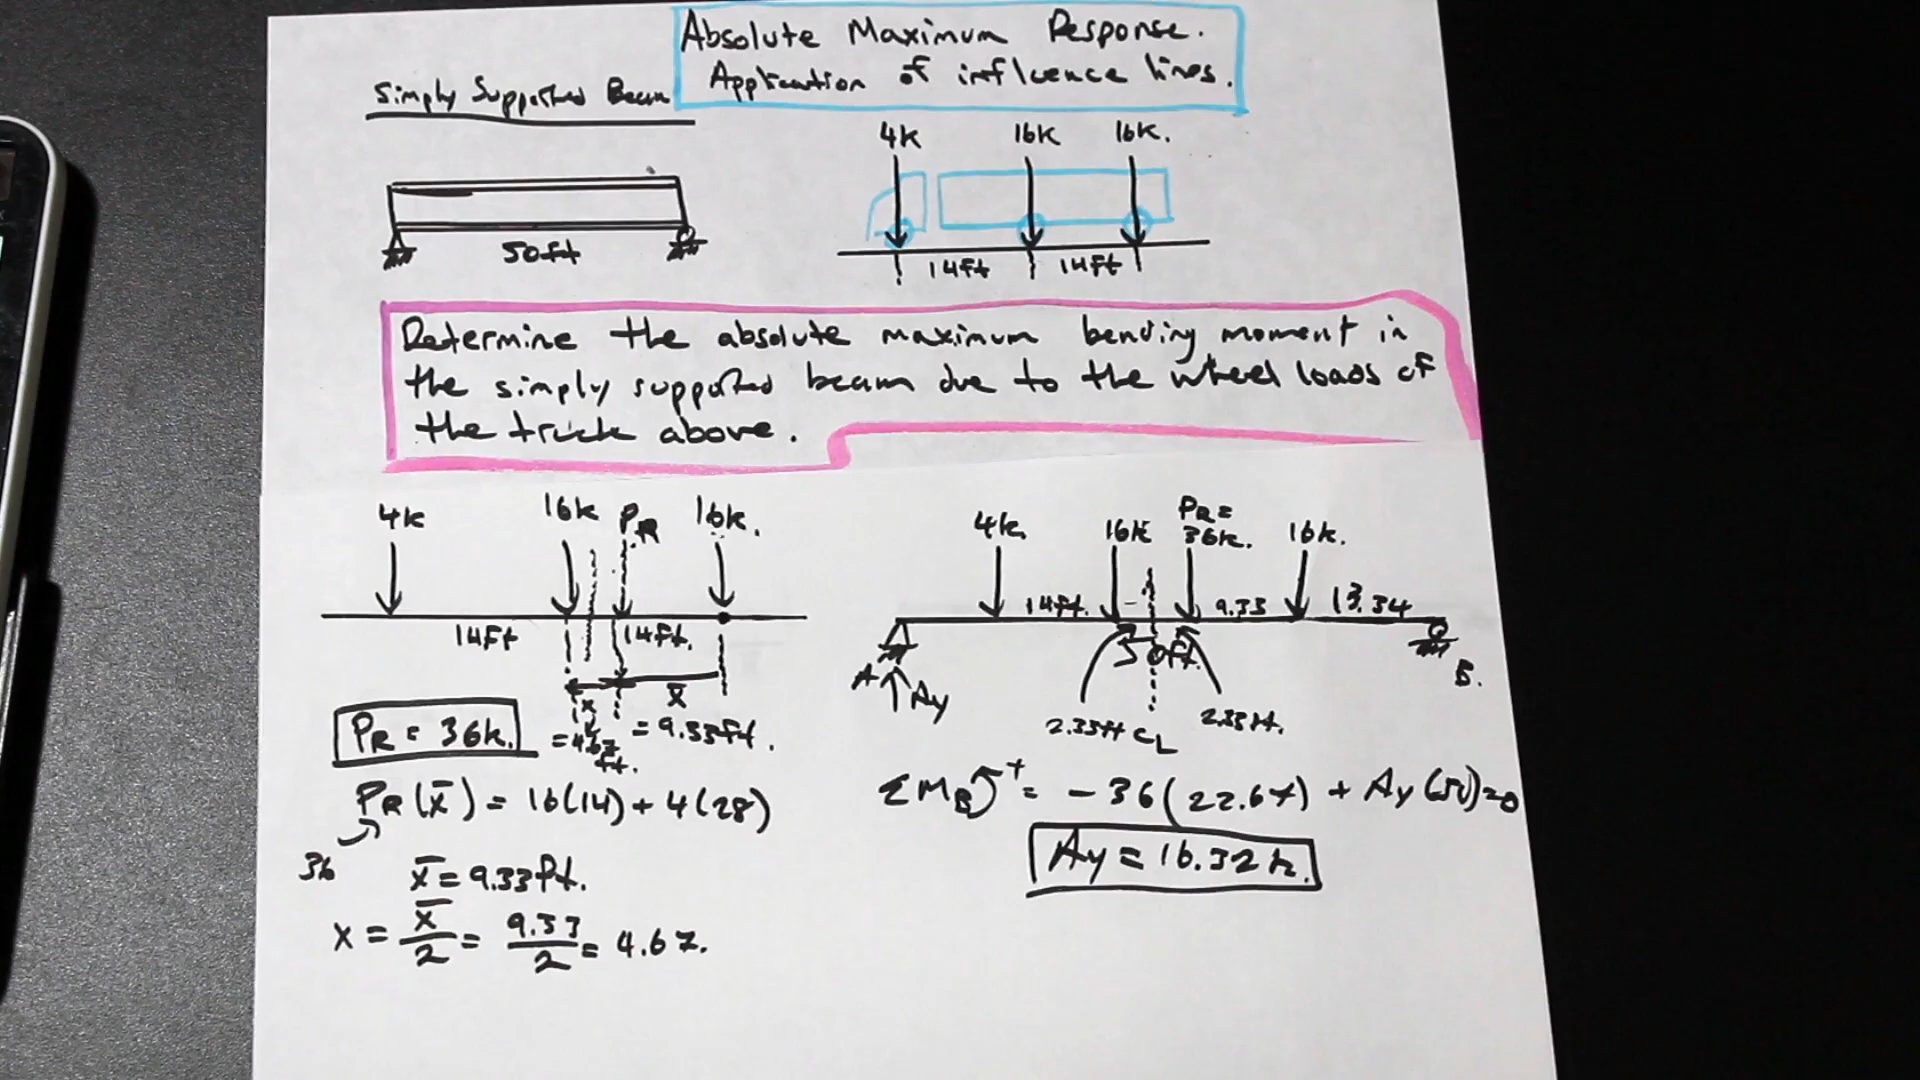 Absolute Maximum Response.
Application of influence lines.
Simply Supported Beam
50ft
4k 16k 16k.
14ft 14ft
Determine the absolute maximum bending moment in
the simply supported beam due to the wheel loads of
the truck above.
4k 16k PR 16k.
14ft 14ft.
x x̄
=4.67 ft. = 9.33ft.
PR = 36k.
PR(x̄) = 16(14) + 4(28)
36
x̄ = 9.33ft.
x = x̄/2 = 9.33/2 = 4.67.
4k. 16k PR = 36k. 16k.
14ft. 9.33 13.34
50ft.
A Ay B.
2.33ft CL 2.33ft.
ΣMB + = -36(22.67) + Ay(50)=0
Ay = 16.32k.